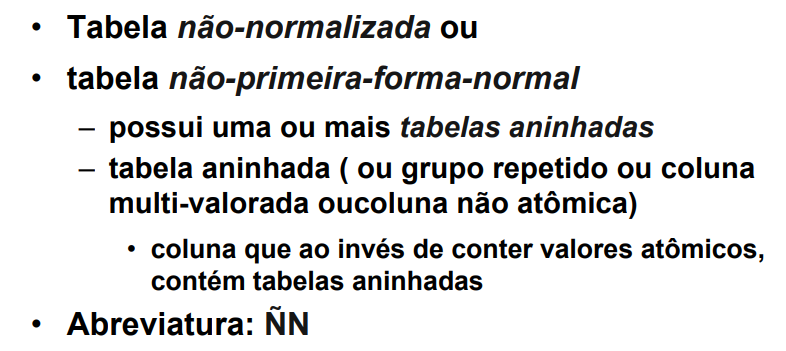 • Tabela não-normalizada ou
• tabela não-primeira-forma-normal
– possui uma ou mais tabelas aninhadas
– tabela aninhada ( ou grupo repetido ou coluna
multi-valorada oucoluna não atômica)
• coluna que ao invés de conter valores atômicos,
contém tabelas aninhadas
• Abreviatura: ÑN